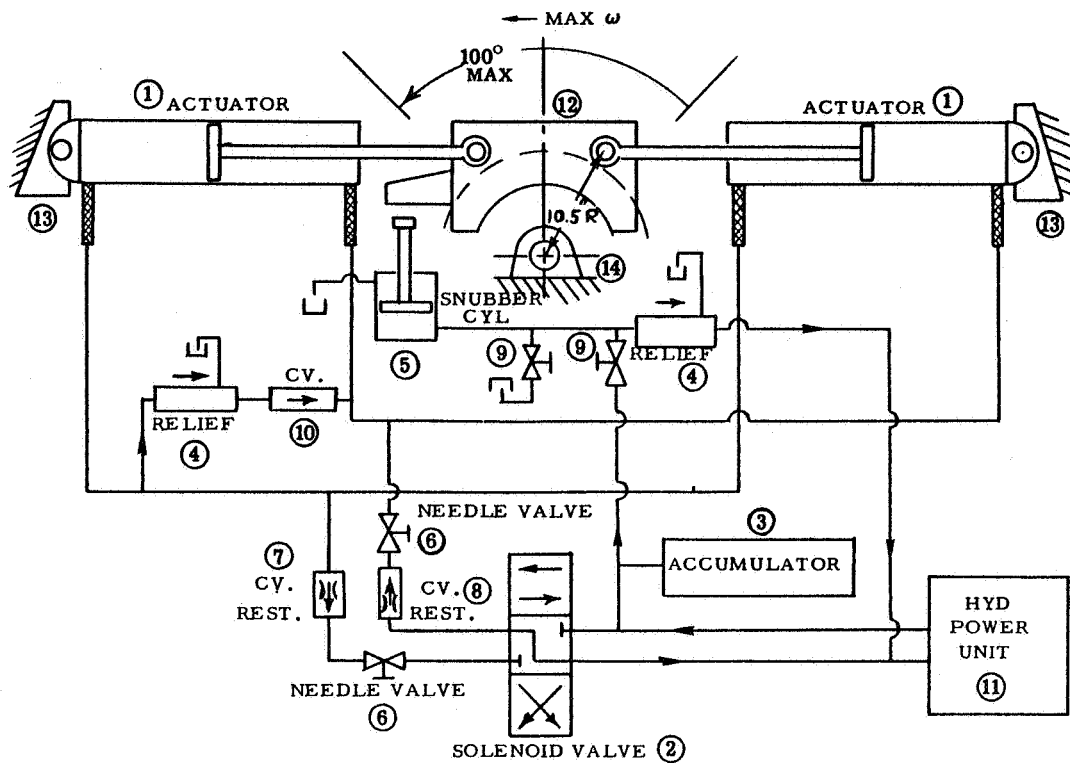 ← MAX ω
100°
MAX
① ACTUATOR
⑫
ACTUATOR ①
⑬
10.5"R
⑭
⑬
SNUBBER
CYL
⑤
⑨
⑨
RELIEF
④
CV.
RELIEF
④
⑩
NEEDLE VALVE
⑥
③
ACCUMULATOR
⑦
CV.
REST.
CV. ⑧
REST.
HYD
POWER
UNIT
⑪
NEEDLE VALVE
⑥
SOLENOID VALVE ②